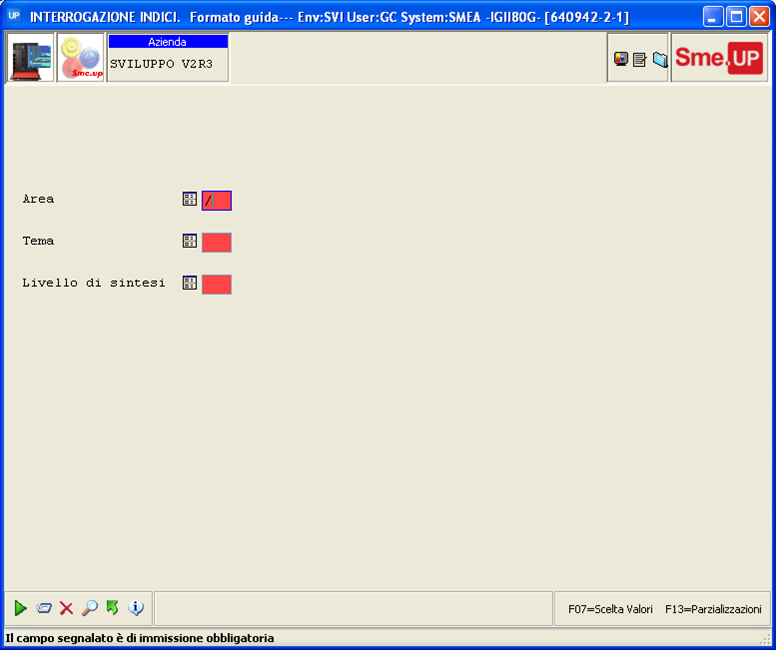 UP INTERROGAZIONE INDICI. Formato guida--- Env:SVI User:GC System:SMEA -IGII80G- [640942-2-1]
Azienda
Sme.up
SVILUPPO V2R3
Sme.UP
Area /
Tema
Livello di sintesi
F07=Scelta Valori F13=Parzializzazioni
Il campo segnalato è di immissione obbligatoria